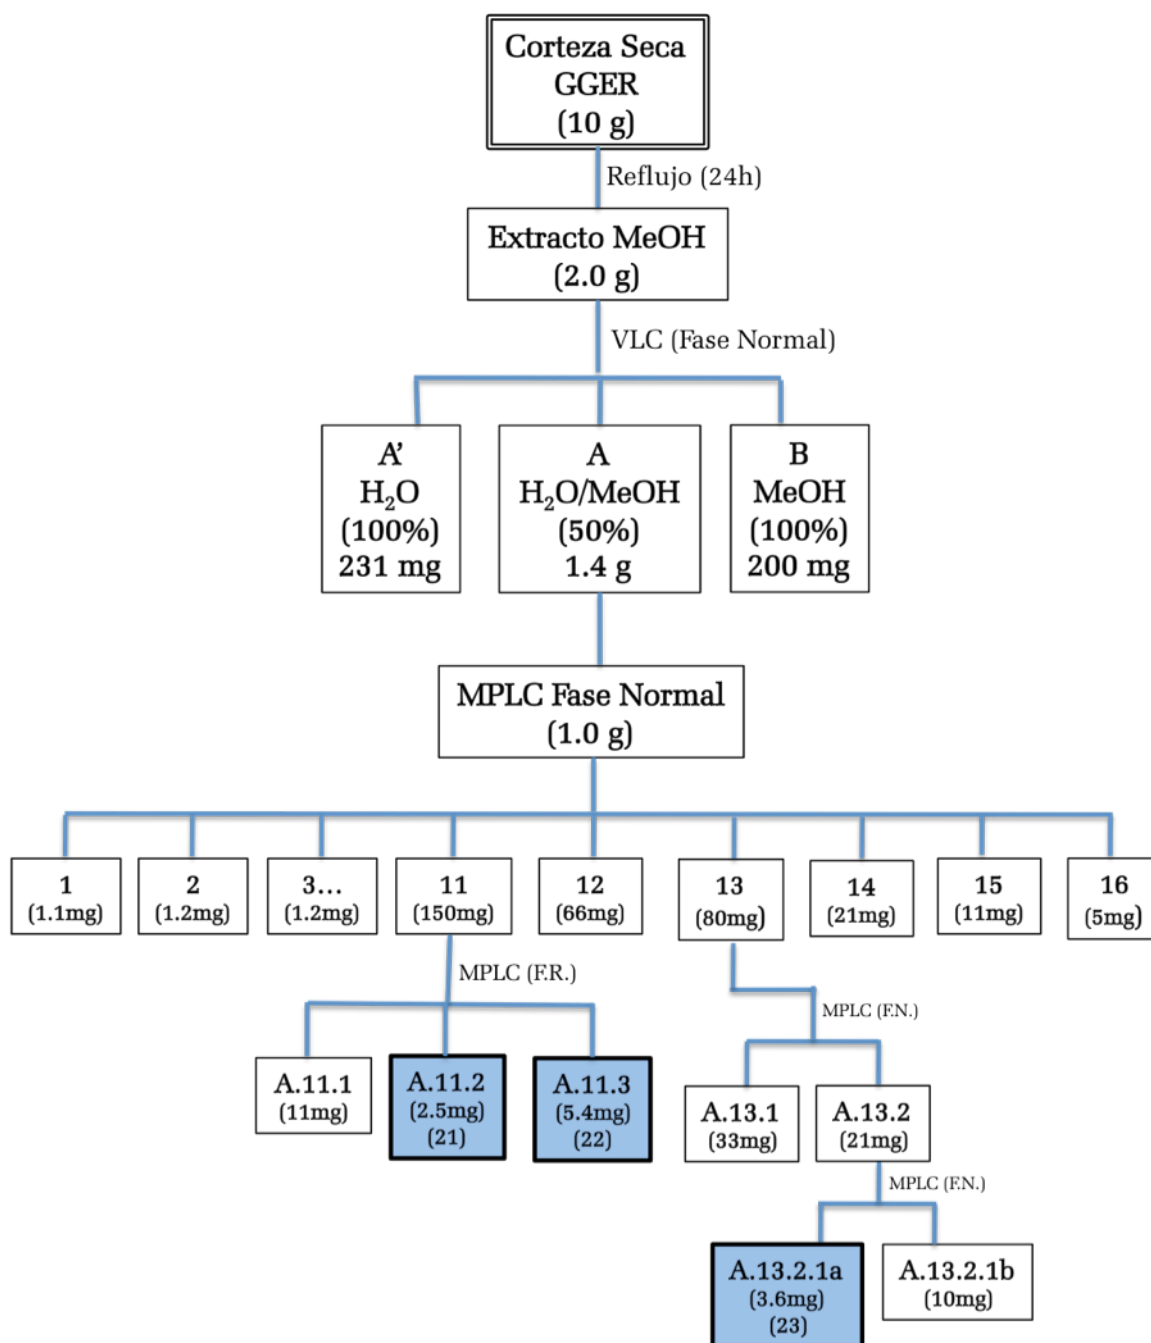 Corteza Seca
GGER
(10 g)
Reflujo (24h)
Extracto MeOH
(2.0 g)
VLC (Fase Normal)
A'
H₂O
(100%)
231 mg
A
H₂O/MeOH
(50%)
1.4 g
B
MeOH
(100%)
200 mg
MPLC Fase Normal
(1.0 g)
1
(1.1mg)
2
(1.2mg)
3...
(1.2mg)
11
(150mg)
12
(66mg)
13
(80mg)
14
(21mg)
15
(11mg)
16
(5mg)
MPLC (F.R.)
MPLC (F.N.)
A.11.1
(11mg)
A.11.2
(2.5mg)
(21)
A.11.3
(5.4mg)
(22)
A.13.1
(33mg)
A.13.2
(21mg)
MPLC (F.N.)
A.13.2.1a
(3.6mg)
(23)
A.13.2.1b
(10mg)